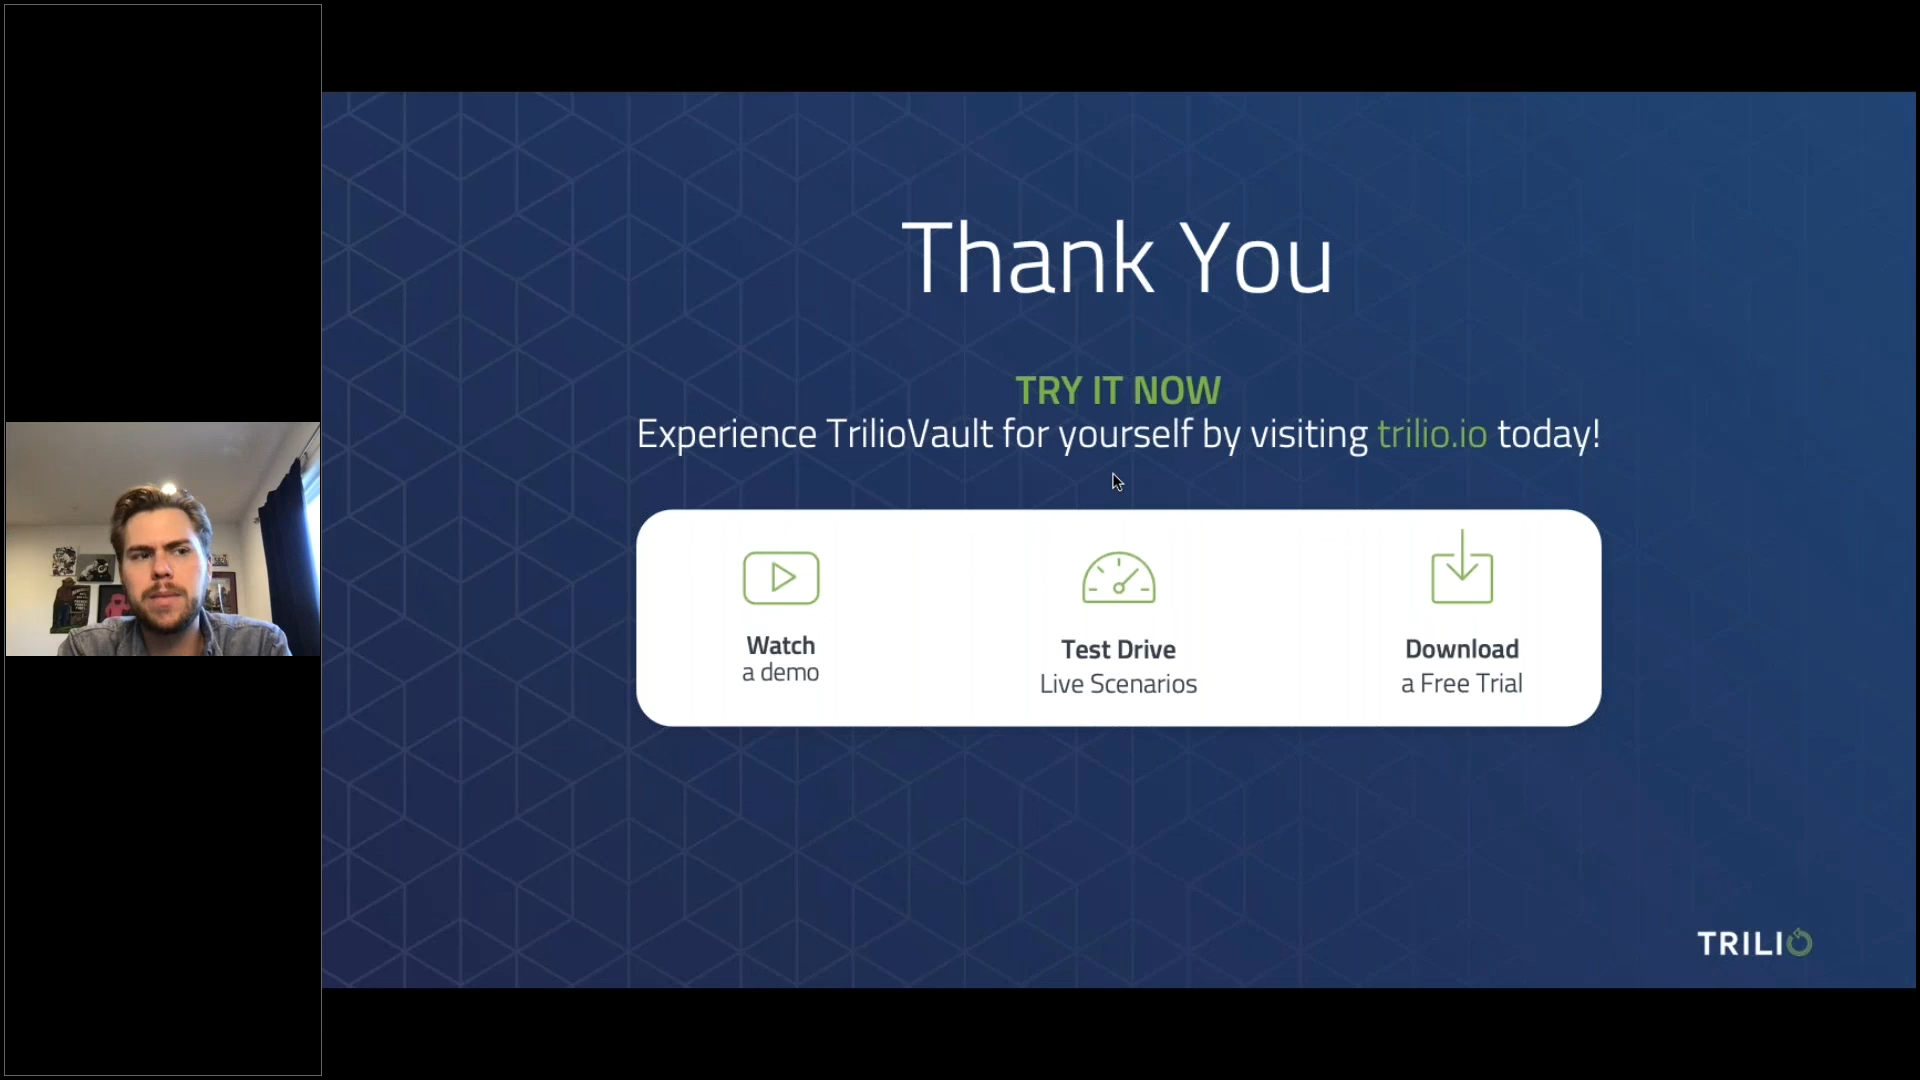 Thank You
TRY IT NOW
Experience TrilioVault for yourself by visiting trilio.io today!
Watch
a demo
Test Drive
Live Scenarios
Download
a Free Trial
TRILIO